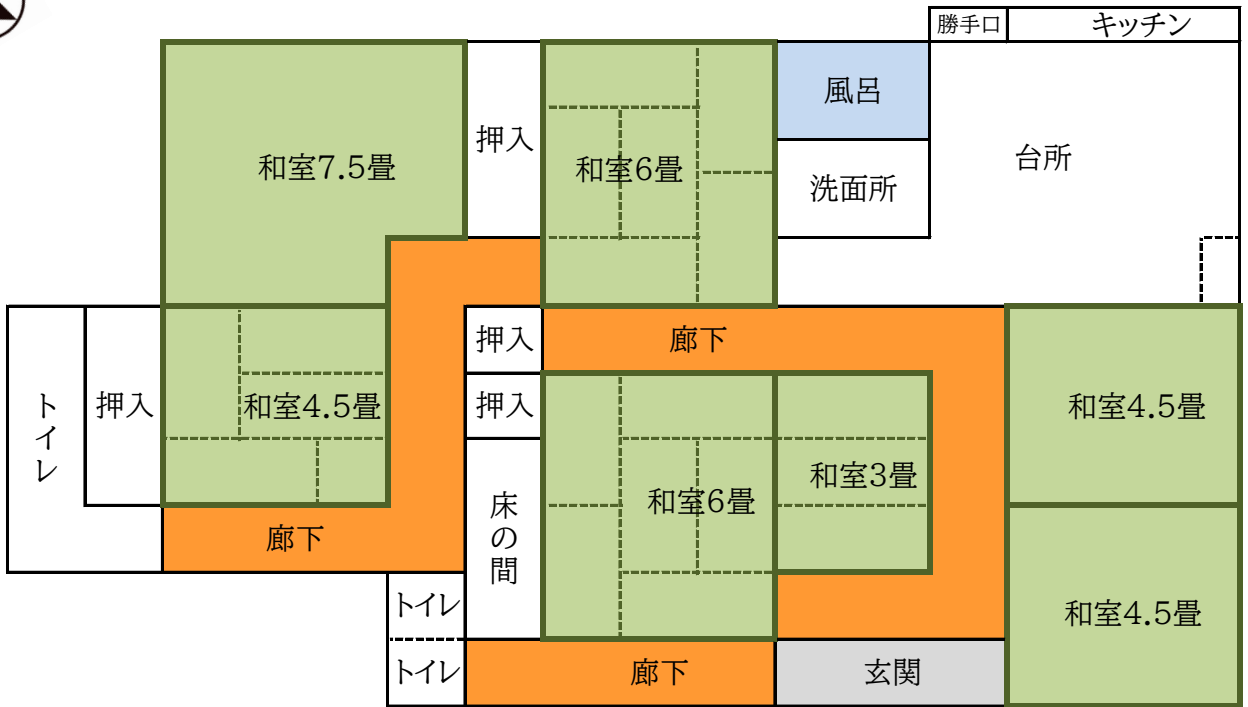 勝手口
キッチン
和室7.5畳
押入
和室6畳
風呂
洗面所
台所
トイレ
押入
和室4.5畳
廊下
押入
押入
床の間
廊下
和室6畳
和室3畳
和室4.5畳
和室4.5畳
トイレ
トイレ
廊下
玄関